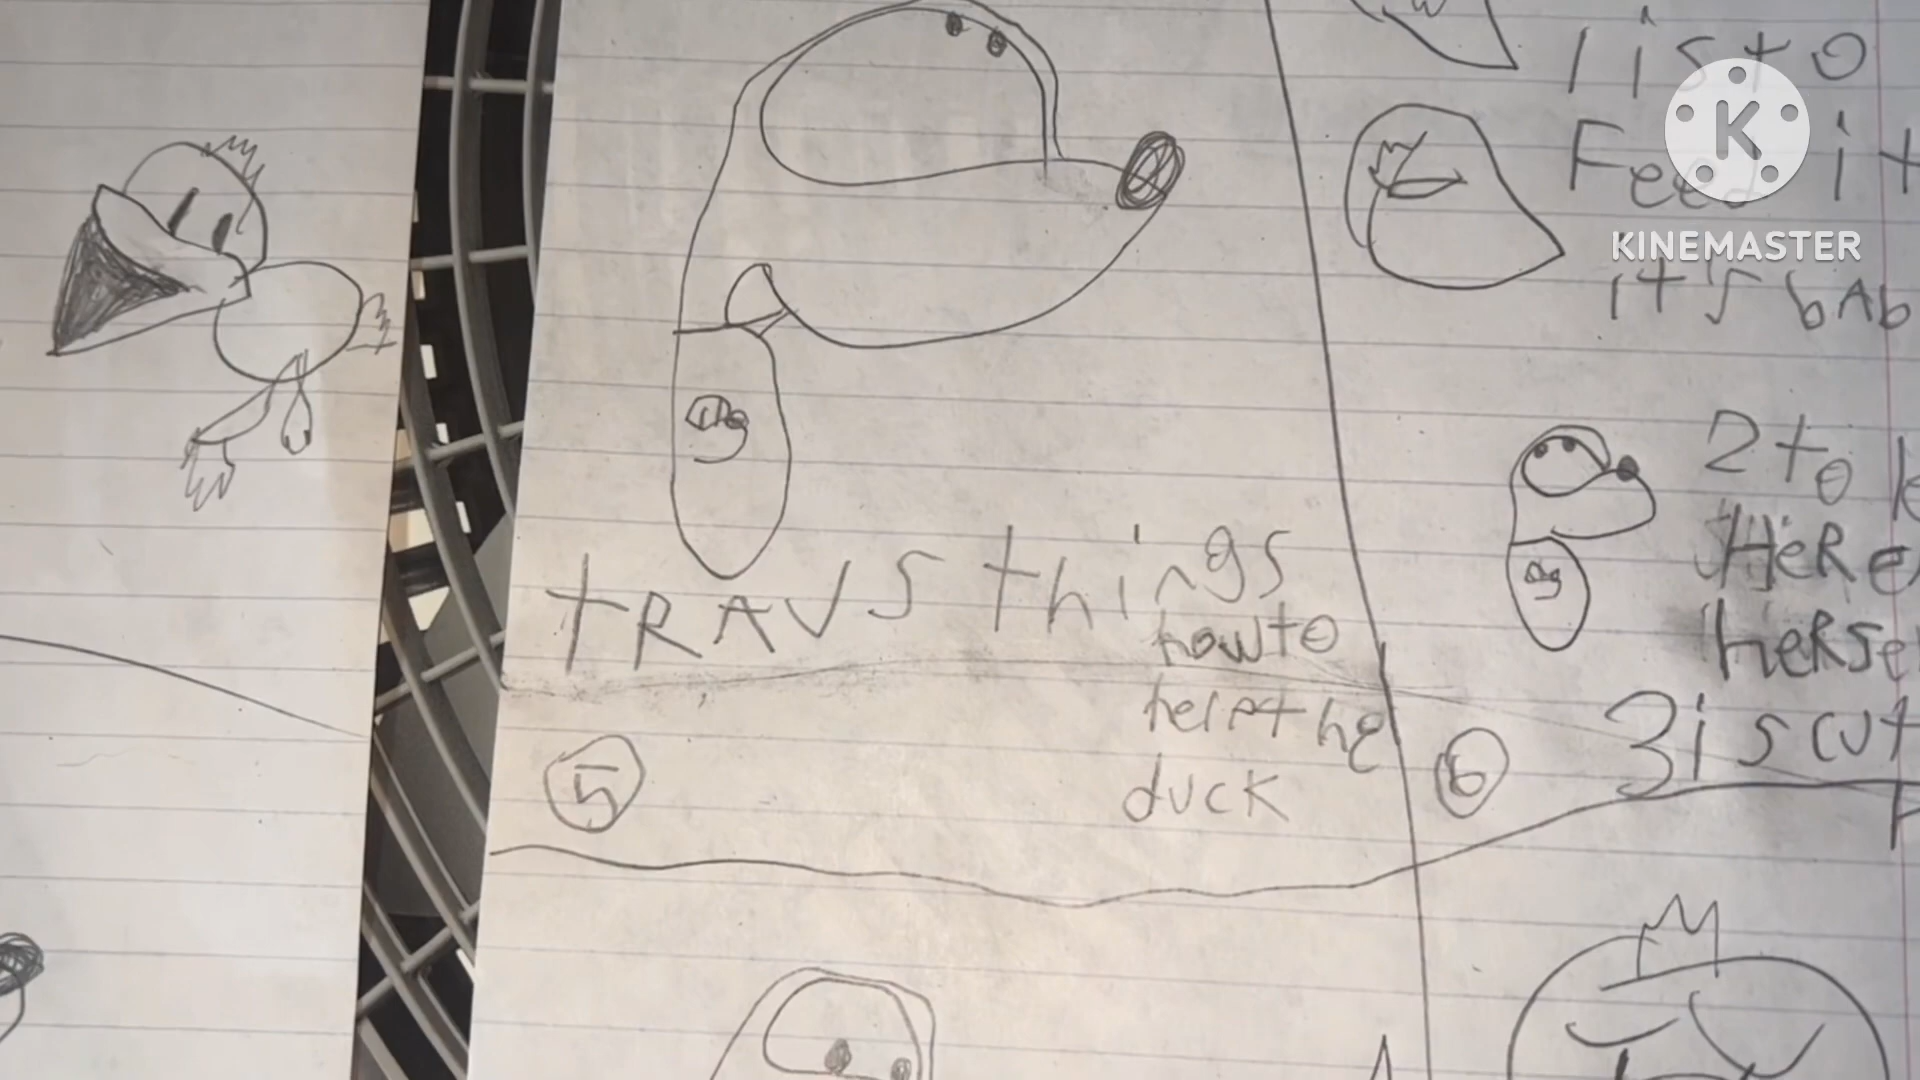 tRAVS things
how to
help the
duck
5
1 is to
Feed it
it's bAb
2 to
HeRe
heRse
6
3 is cut
K
KINEMASTER